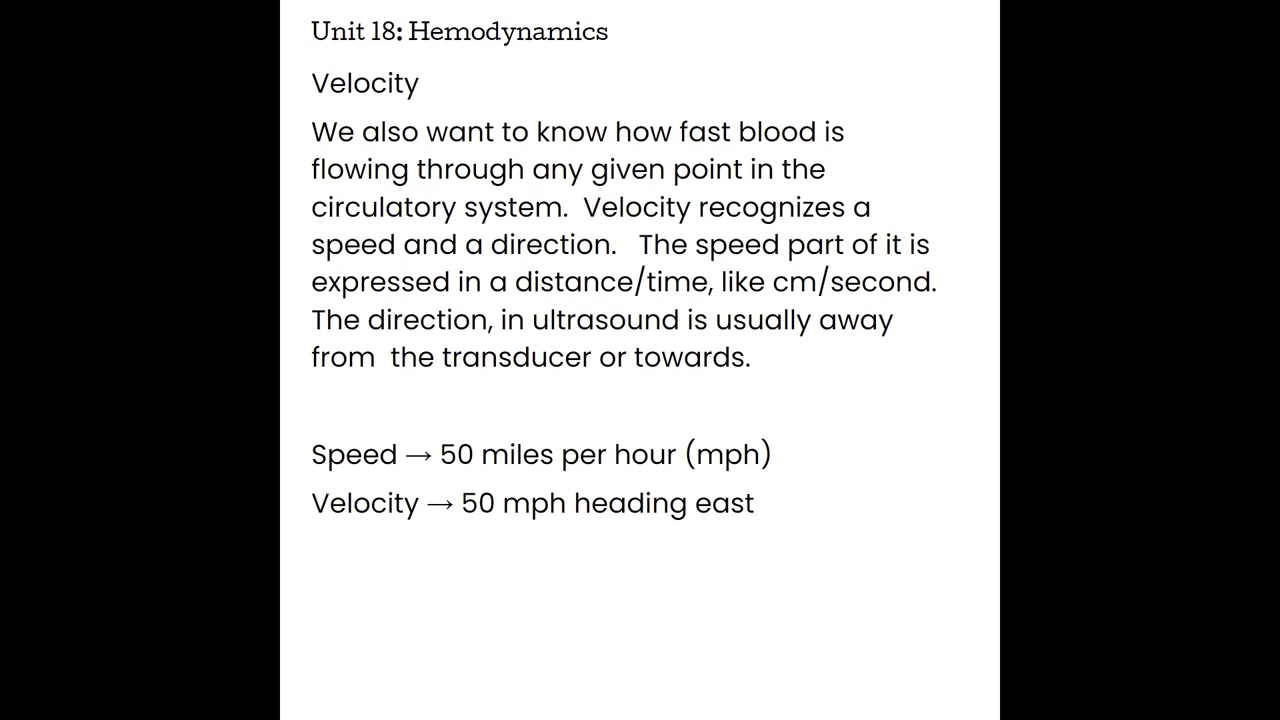 Unit 18: Hemodynamics
Velocity
We also want to know how fast blood is
flowing through any given point in the
circulatory system.  Velocity recognizes a
speed and a direction.   The speed part of it is
expressed in a distance/time, like cm/second.
The direction, in ultrasound is usually away
from  the transducer or towards.
Speed → 50 miles per hour (mph)
Velocity → 50 mph heading east